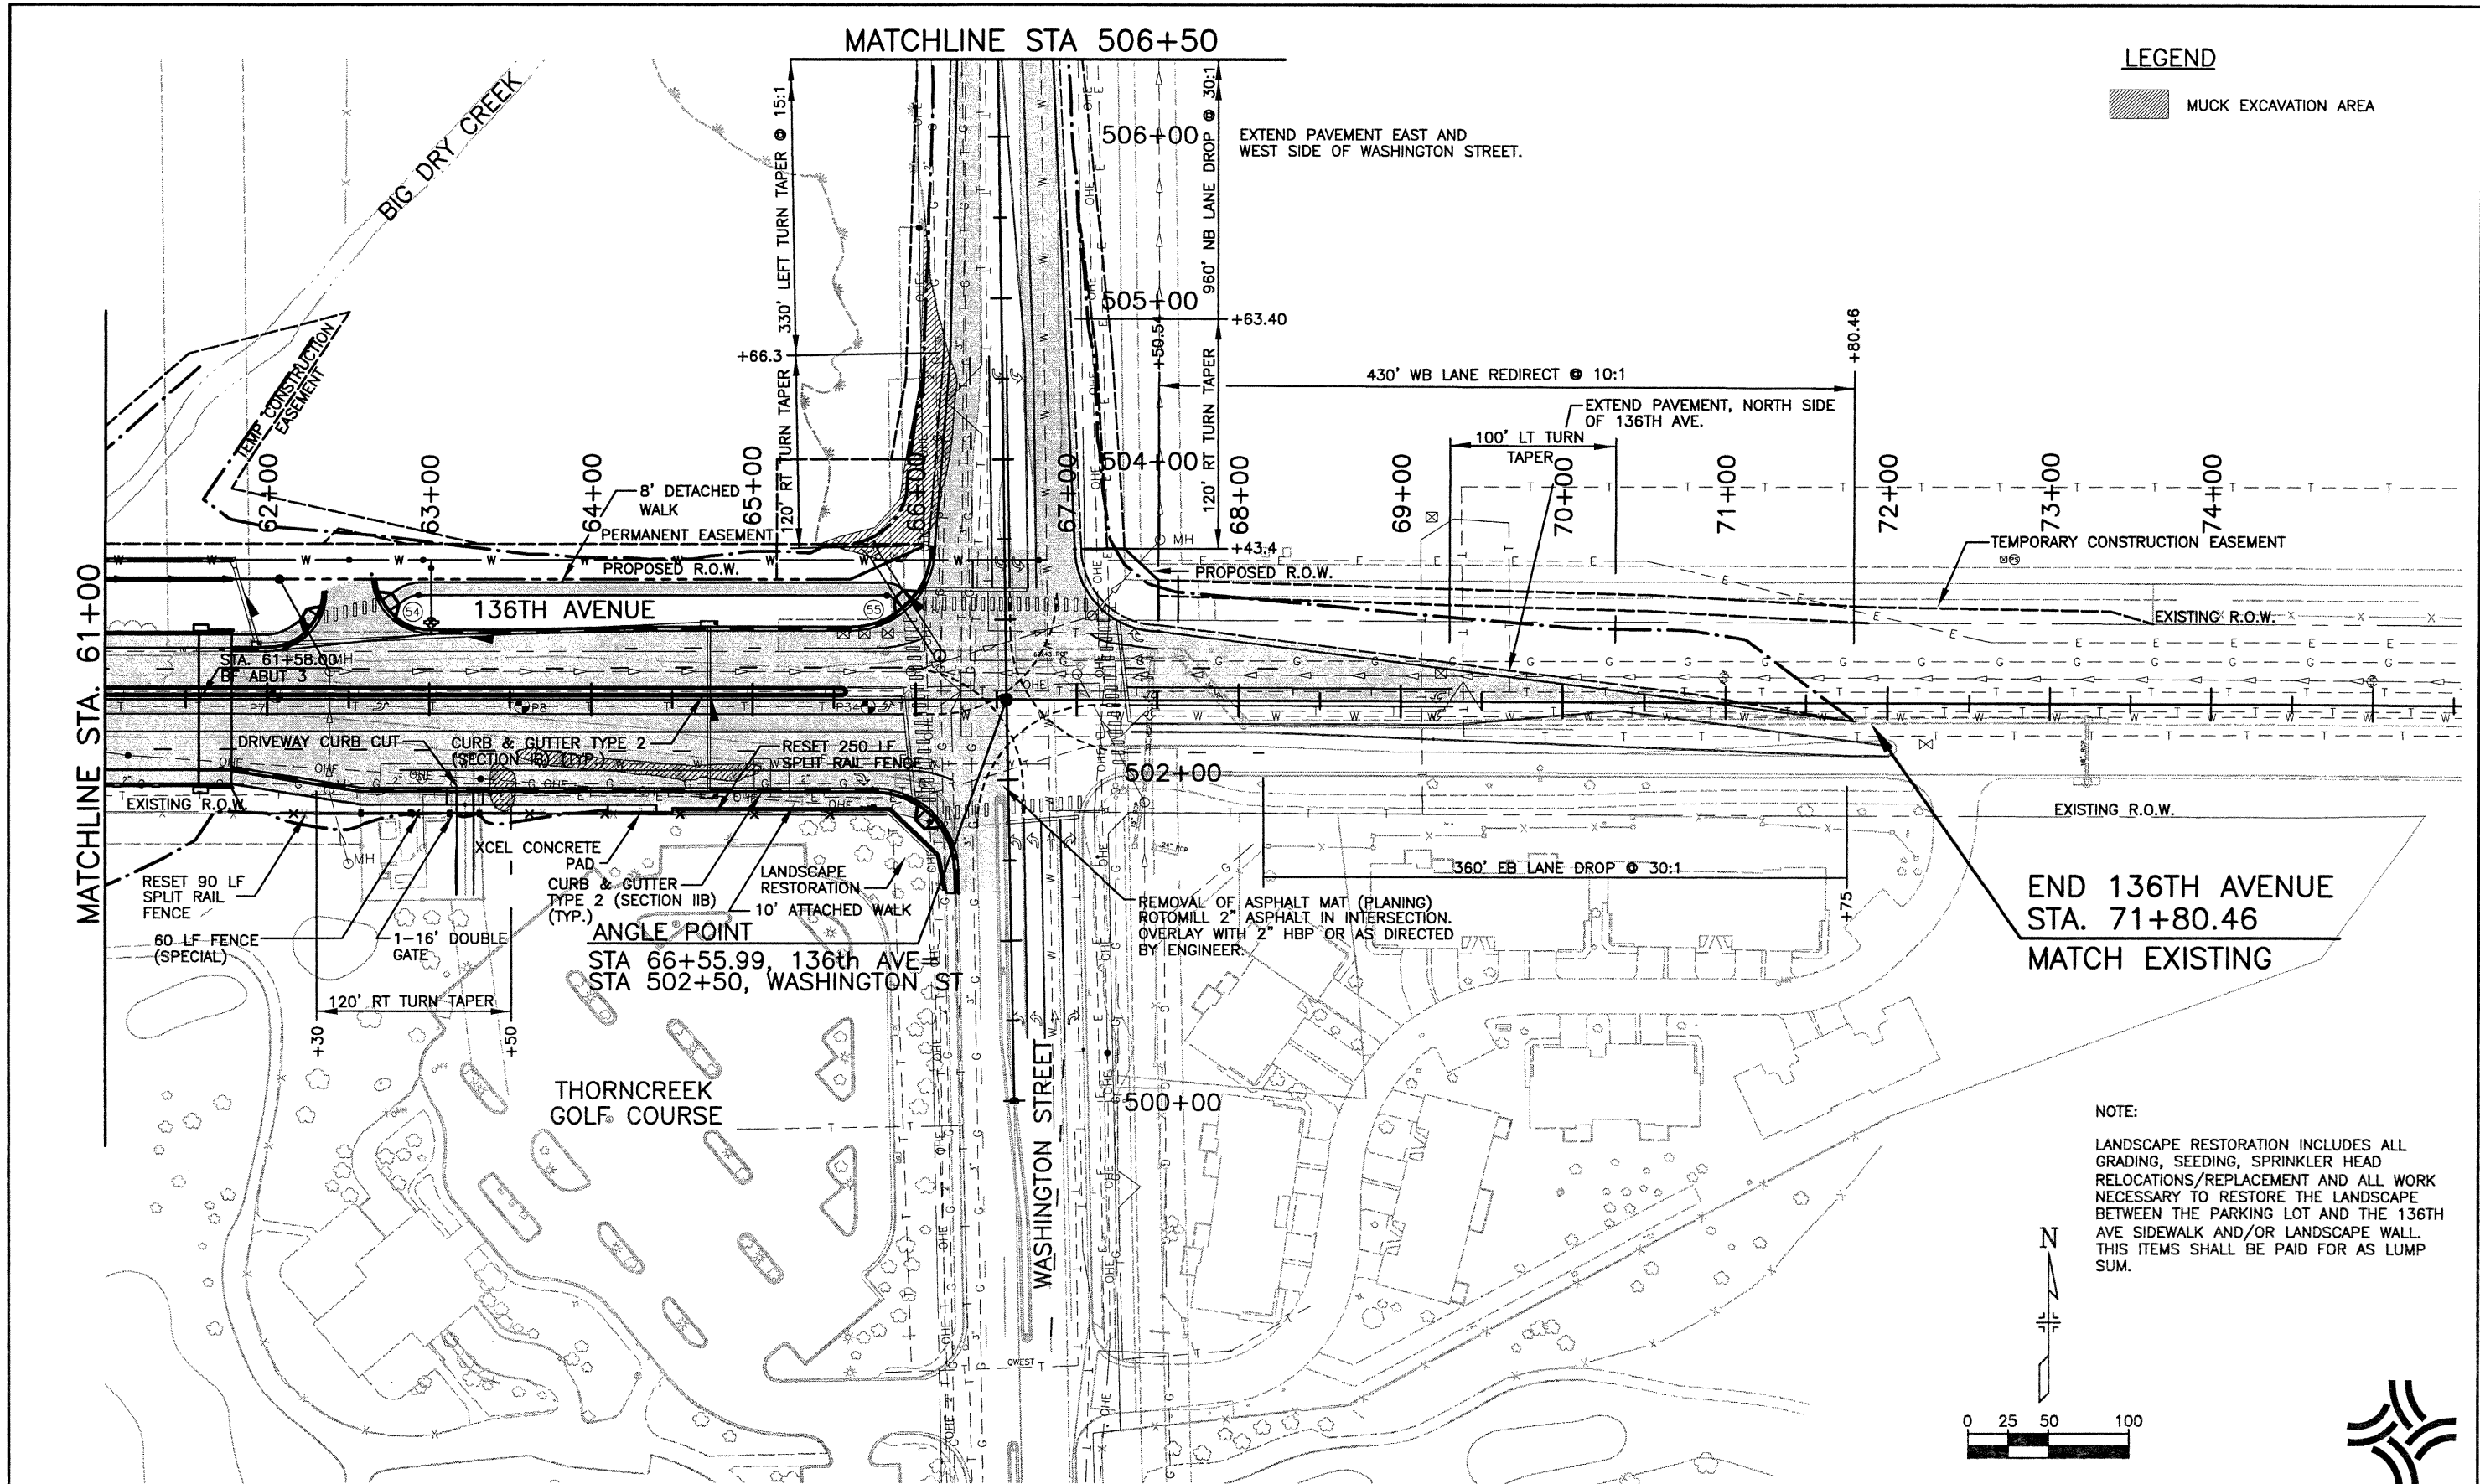 MATCHLINE STA 506+50
LEGEND
MUCK EXCAVATION AREA
BIG DRY CREEK
330' LEFT TURN TAPER @ 15:1
960' NB LANE DROP @ 30:1
506+00
EXTEND PAVEMENT EAST AND
WEST SIDE OF WASHINGTON STREET.
505+00
+63.40
+50.54
+80.46
+66.3
TEMP CONSTRUCTION
EASEMENT
430' WB LANE REDIRECT @ 10:1
EXTEND PAVEMENT, NORTH SIDE
OF 136TH AVE.
100' LT TURN
TAPER
120' RT TURN TAPER
120' RT TURN TAPER
504+00
62+00
63+00
64+00
65+00
66+00
67+00
68+00
69+00
70+00
71+00
72+00
73+00
74+00
8' DETACHED
WALK
PERMANENT EASEMENT
PROPOSED R.O.W.
MH
+43.4
PROPOSED R.O.W.
TEMPORARY CONSTRUCTION EASEMENT
EXISTING R.O.W.
MATCHLINE STA. 61+00
54
136TH AVENUE
55
STA. 61+58.00
BF ABUT 3
MH
P7
P8
P34
DRIVEWAY CURB CUT
CURB & GUTTER TYPE 2
(SECTION IB) (TYP.)
RESET 250 LF
SPLIT RAIL FENCE
502+00
EXISTING R.O.W.
EXISTING R.O.W.
MH
XCEL CONCRETE
PAD
CURB & GUTTER
TYPE 2 (SECTION IIB)
(TYP.)
LANDSCAPE
RESTORATION
10' ATTACHED WALK
360' EB LANE DROP @ 30:1
+75
RESET 90 LF
SPLIT RAIL
FENCE
60 LF FENCE
(SPECIAL)
1-16' DOUBLE
GATE
REMOVAL OF ASPHALT MAT (PLANING)
ROTOMILL 2" ASPHALT IN INTERSECTION.
OVERLAY WITH 2" HBP OR AS DIRECTED
BY ENGINEER.
END 136TH AVENUE
STA. 71+80.46
MATCH EXISTING
ANGLE POINT
STA 66+55.99, 136th AVE=
STA 502+50, WASHINGTON ST
120' RT TURN TAPER
+30
+50
THORNCREEK
GOLF COURSE
WASHINGTON STREET
500+00
QWEST
NOTE:
LANDSCAPE RESTORATION INCLUDES ALL
GRADING, SEEDING, SPRINKLER HEAD
RELOCATIONS/REPLACEMENT AND ALL WORK
NECESSARY TO RESTORE THE LANDSCAPE
BETWEEN THE PARKING LOT AND THE 136TH
AVE SIDEWALK AND/OR LANDSCAPE WALL.
THIS ITEMS SHALL BE PAID FOR AS LUMP
SUM.
N
0 25 50 100